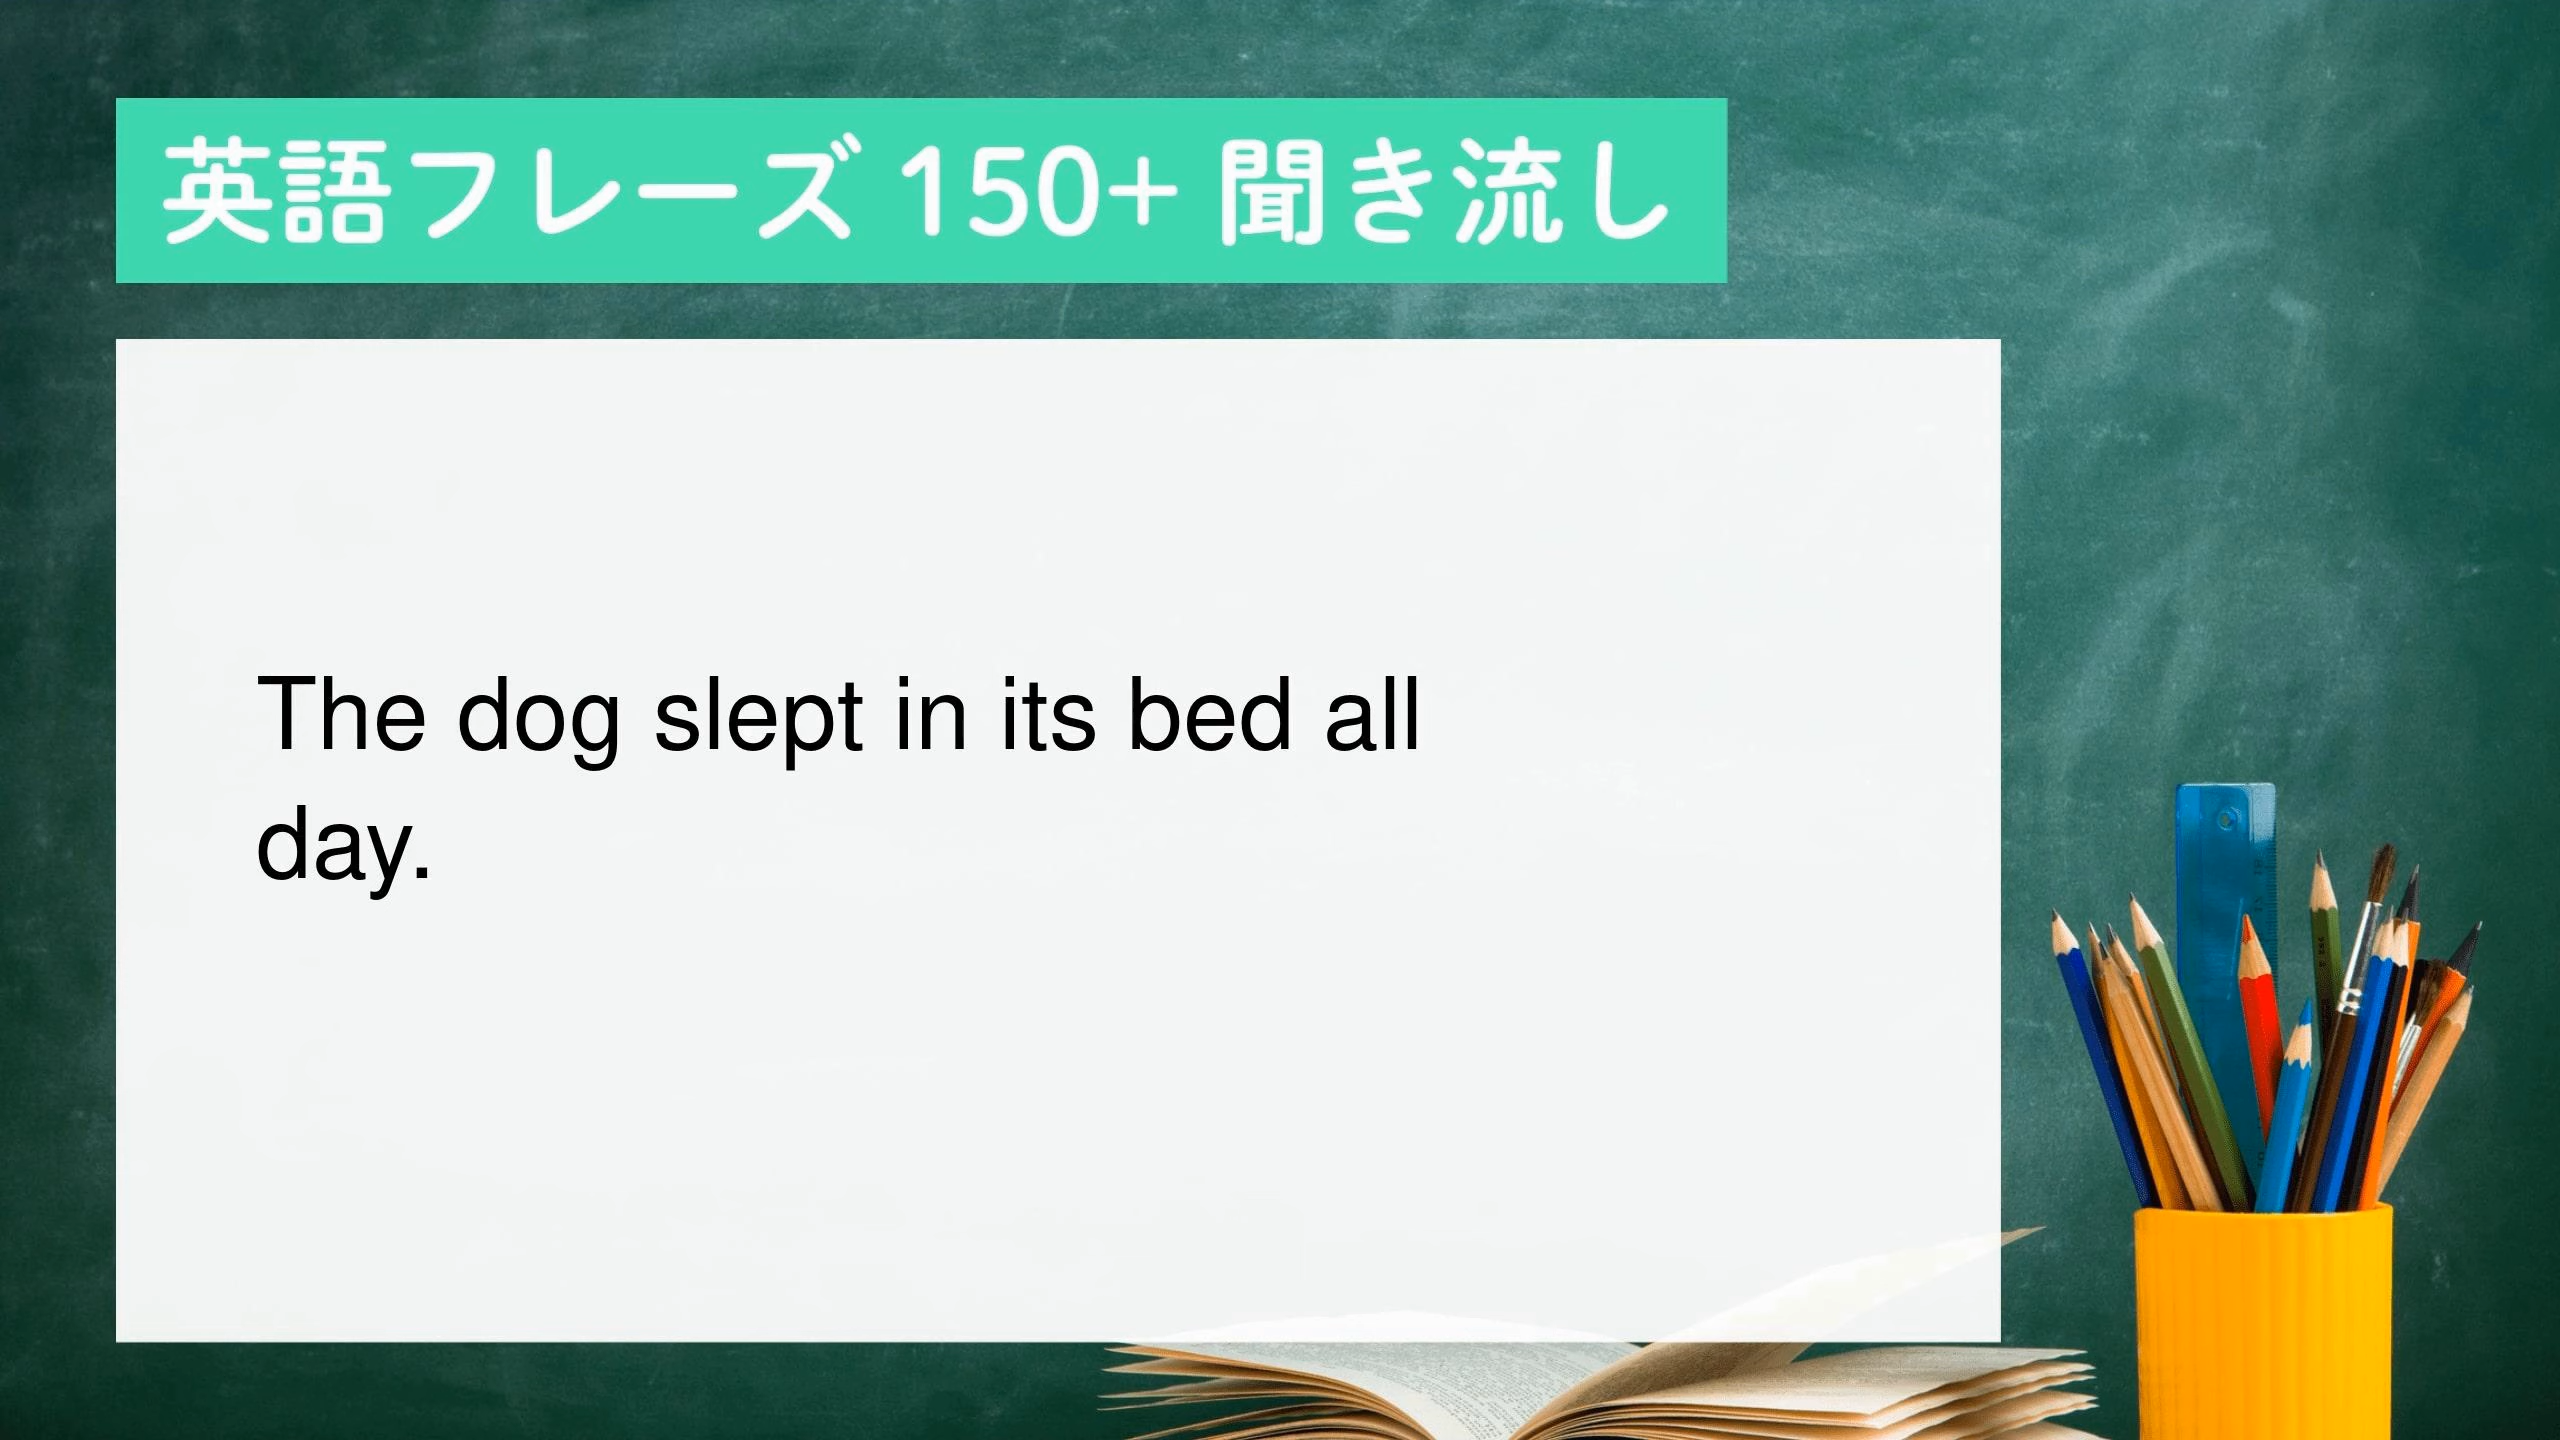 英語フレーズ 150+ 聞き流し
The dog slept in its bed all
day.